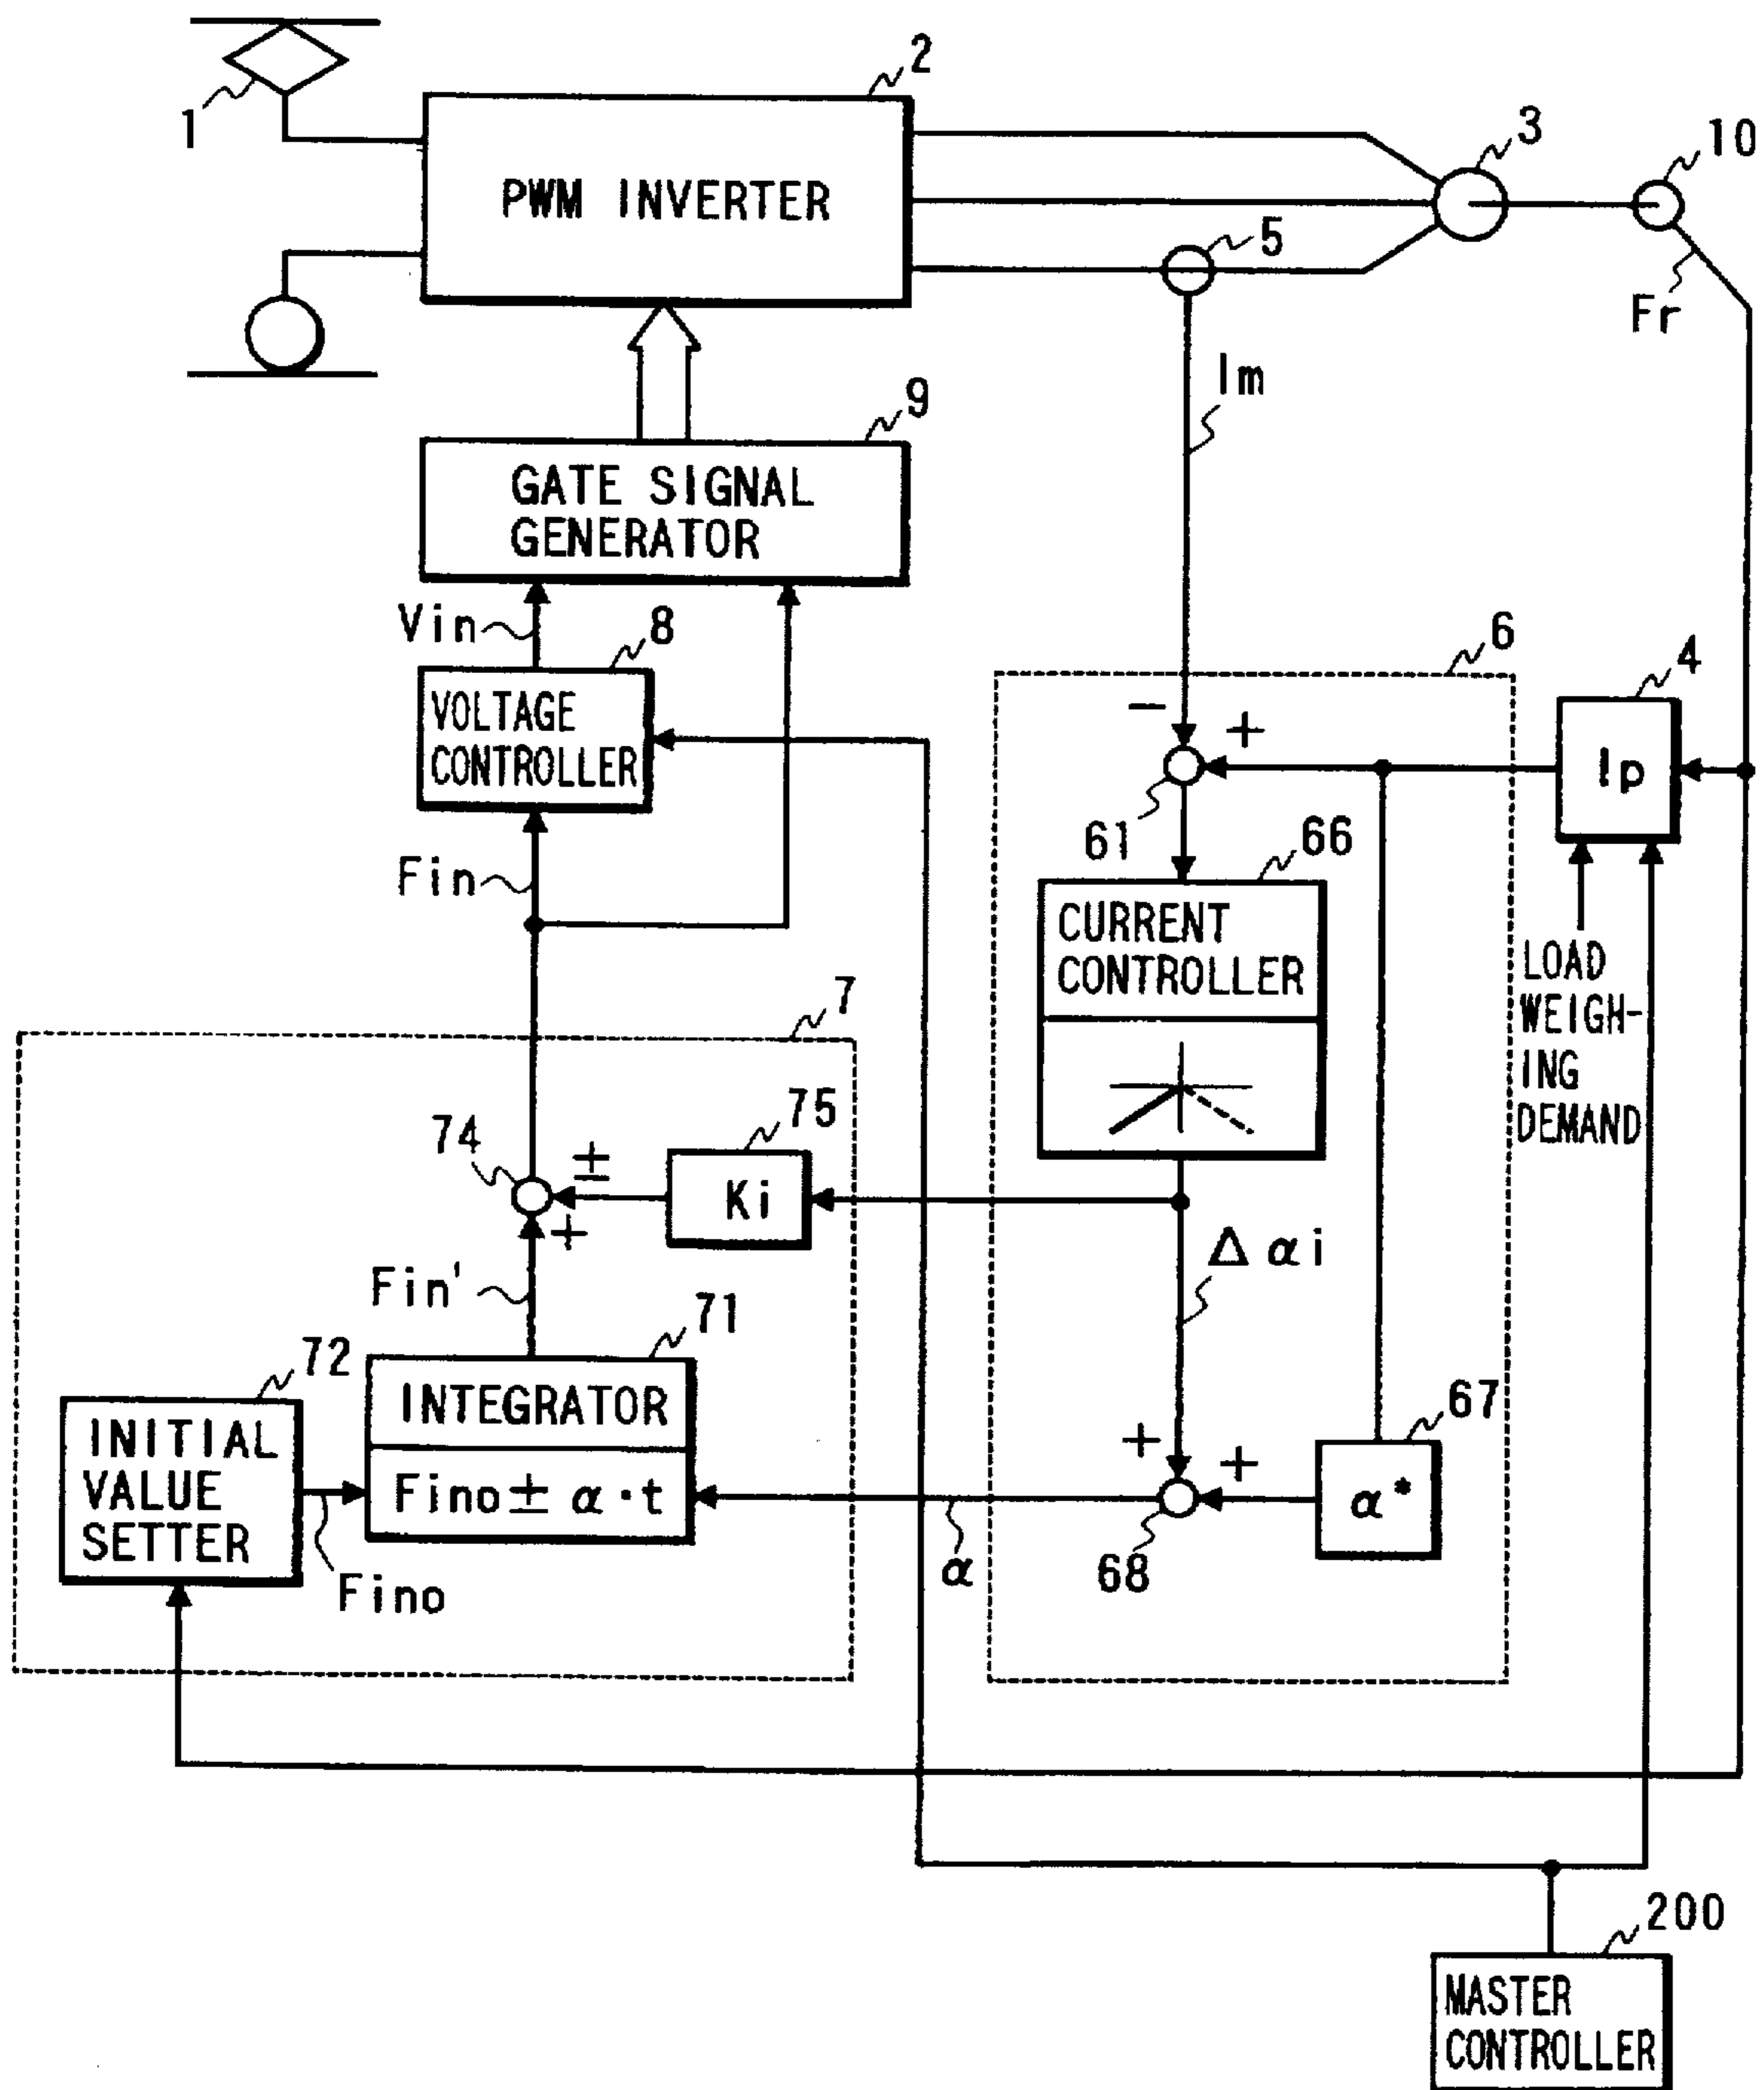 1
2
PWM INVERTER
3
10
5
Fr
Im
9
GATE SIGNAL
GENERATOR
Vin
8
VOLTAGE
CONTROLLER
Fin
6
4
Ip
−
+
61
66
CURRENT
CONTROLLER
LOAD
WEIGH-
ING
DEMAND
7
74
±
75
Ki
+
Δαi
Fin'
71
INTEGRATOR
Fino ± α·t
72
INITIAL
VALUE
SETTER
Fino
+
+
67
α*
68
α
200
MASTER
CONTROLLER